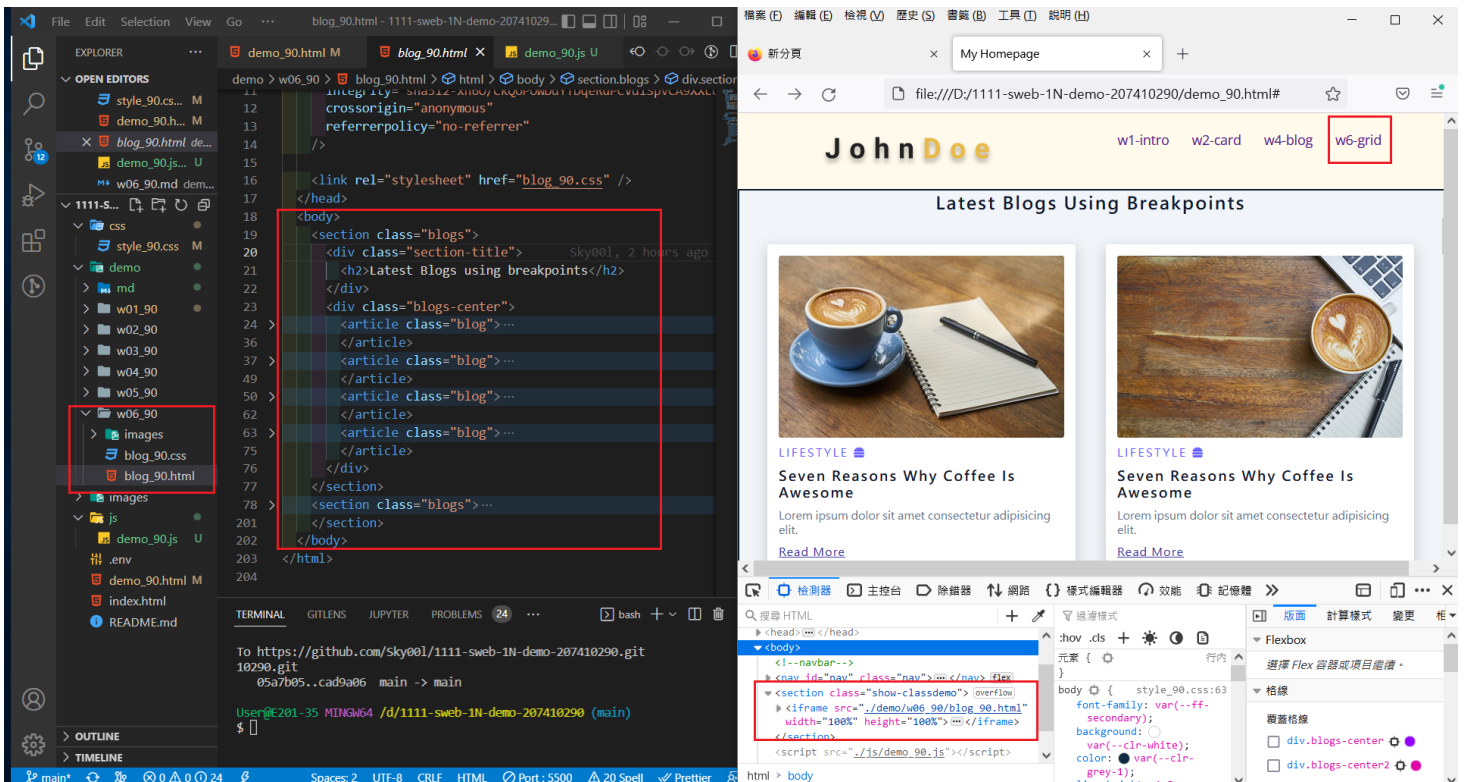 File Edit Selection View Go ··· blog_90.html - 1111-sweb-1N-demo-20741029...
EXPLORER ···
OPEN EDITORS
style_90.cs... M
demo_90.h... M
blog_90.html de...
demo_90.js... U
w06_90.md dem...
1111-S...
css
style_90.css M
demo
md
w01_90
w02_90
w03_90
w04_90
w05_90
w06_90
images
blog_90.css
blog_90.html
images
js
demo_90.js U
.env
demo_90.html M
index.html
README.md
OUTLINE
TIMELINE
12
demo_90.html M blog_90.html demo_90.js U
demo > w06_90 > blog_90.html > html > body > section.blogs > div.section
12 crossorigin="anonymous"
13 referrerpolicy="no-referrer"
14 />
15
16 <link rel="stylesheet" href="blog_90.css" />
17 </head>
18 <body>
19 <section class="blogs">
20 <div class="section-title"> Sky00l, 2 hours ago
21 <h2>Latest Blogs using breakpoints</h2>
22 </div>
23 <div class="blogs-center">
24 <article class="blog">···
36 </article>
37 <article class="blog">···
49 </article>
50 <article class="blog">···
62 </article>
63 <article class="blog">···
75 </article>
76 </div>
77 </section>
78 <section class="blogs">···
201 </section>
202 </body>
203 </html>
204
TERMINAL GITLENS JUPYTER PROBLEMS 24 ··· bash
To https://github.com/Sky00l/1111-sweb-1N-demo-207410290.git
10290.git
05a7b05..cad9a06 main -> main
User@E201-35 MINGW64 /d/1111-sweb-1N-demo-207410290 (main)
$
main* 0 0 0 24 Spaces: 2 UTF-8 CRLF HTML Port : 5500 20 Spell Prettier
檔案(F) 編輯(E) 檢視(V) 歷史(S) 書籤(B) 工具(T) 說明(H)
新分頁 My Homepage
file:///D:/1111-sweb-1N-demo-207410290/demo_90.html#
JohnDoe w1-intro w2-card w4-blog w6-grid
Latest Blogs Using Breakpoints
LIFESTYLE
Seven Reasons Why Coffee Is
Awesome
Lorem ipsum dolor sit amet consectetur adipisicing
elit.
Read More
LIFESTYLE
Seven Reasons Why Coffee Is
Awesome
Lorem ipsum dolor sit amet consectetur adipisicing
elit.
Read More
檢測器 主控台 除錯器 網路 樣式編輯器 效能 記憶體
搜尋 HTML
<head>···</head>
<body>
<!--navbar-->
<nav id="nav" class="nav">···</nav> flex
<section class="show-classdemo"> overflow
<iframe src="./demo/w06_90/blog_90.html"
width="100%" height="100%">···</iframe>
</section>
<script src="./js/demo_90.js"></script>
html > body
過濾樣式
:hov .cls
元素 { 行內
}
body { style_90.css:63
font-family: var(--ff-
secondary);
background:
var(--clr-white);
color: var(--clr-
grey-1);
版面 計算樣式 變更
Flexbox
選擇 Flex 容器或項目繼續。
格線
覆蓋格線
div.blogs-center
div.blogs-center2